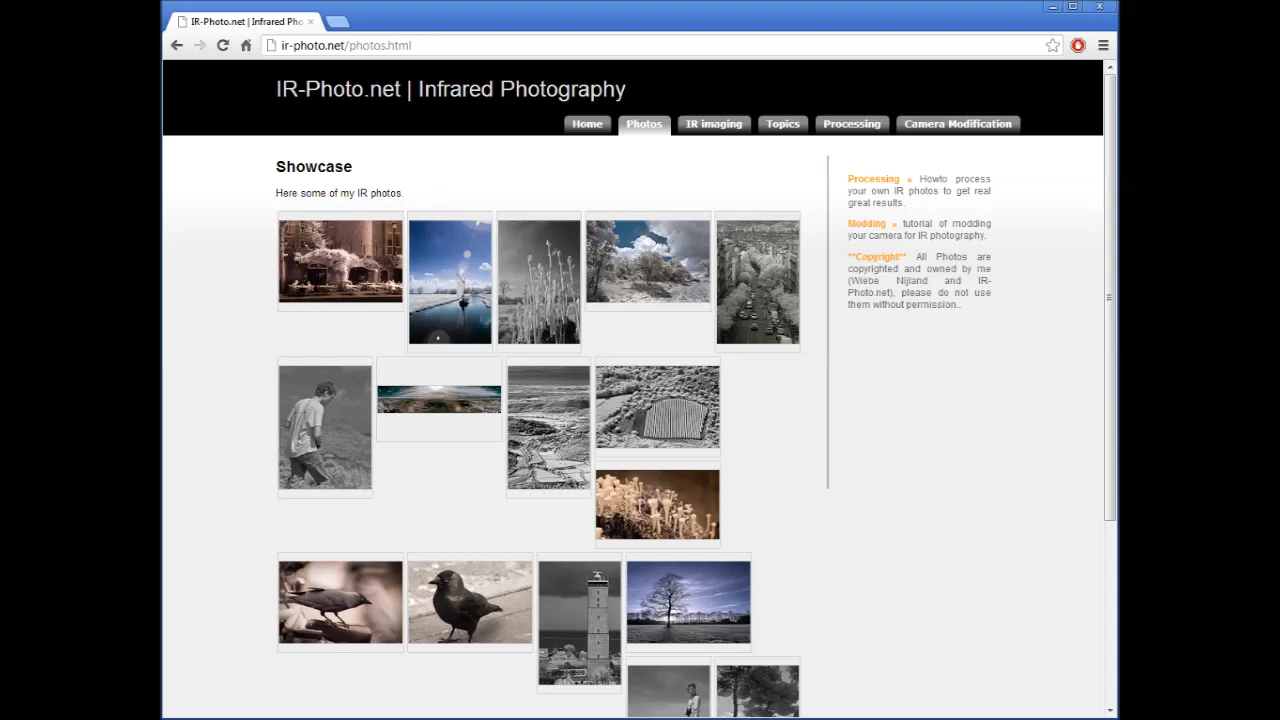 IR-Photo.net | Infrared Pho
ir-photo.net/photos.html
IR-Photo.net | Infrared Photography
Home Photos IR imaging Topics Processing Camera Modification
Showcase
Here some of my IR photos.
Processing » Howto process
your own IR photos to get real
great results.
Modding » tutorial of modding
your camera for IR photography.
**Copyright** All Photos are
copyrighted and owned by me
(Wiebe Nijland and IR-
Photo.net), please do not use
them without permission..